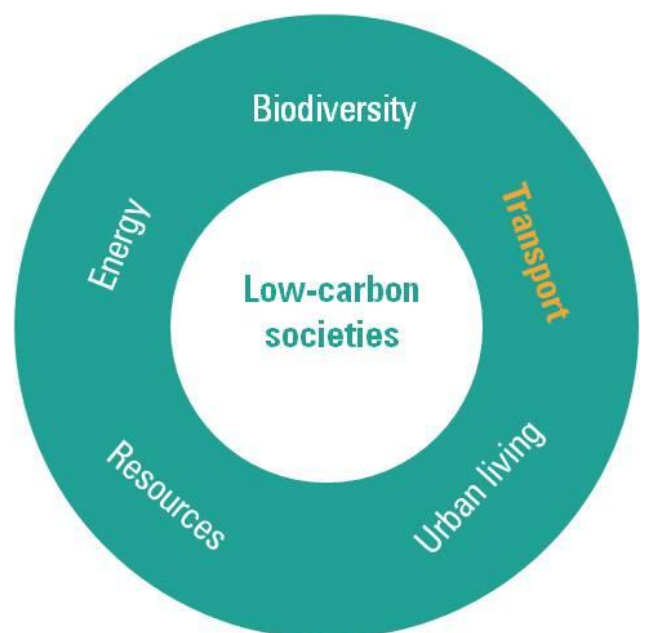 Biodiversity
Transport
Energy
Low-carbon
societies
Resources
Urban living